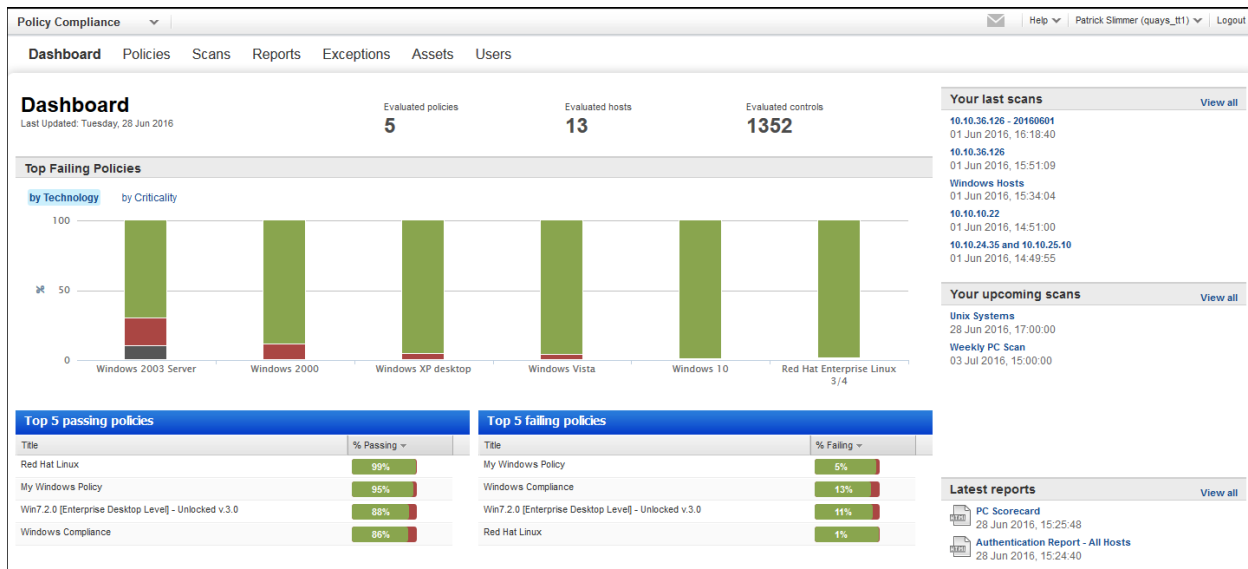 Policy Compliance
Help
Patrick Slimmer (quays_tt1)
Logout
Dashboard Policies Scans Reports Exceptions Assets Users
Dashboard
Last Updated: Tuesday, 28 Jun 2016
Evaluated policies
5
Evaluated hosts
13
Evaluated controls
1352
Top Failing Policies
by Technology by Criticality
100
50
%
0
Windows 2003 Server
Windows 2000
Windows XP desktop
Windows Vista
Windows 10
Red Hat Enterprise Linux
3/4
Top 5 passing policies
Title % Passing
Red Hat Linux 99%
My Windows Policy 95%
Win7.2.0 [Enterprise Desktop Level] - Unlocked v.3.0 88%
Windows Compliance 86%
Top 5 failing policies
Title % Failing
My Windows Policy 5%
Windows Compliance 13%
Win7.2.0 [Enterprise Desktop Level] - Unlocked v.3.0 11%
Red Hat Linux 1%
Your last scans View all
10.10.36.126 - 20160601
01 Jun 2016, 16:18:40
10.10.36.126
01 Jun 2016, 15:51:09
Windows Hosts
01 Jun 2016, 15:34:04
10.10.10.22
01 Jun 2016, 14:51:00
10.10.24.35 and 10.10.25.10
01 Jun 2016, 14:49:55
Your upcoming scans View all
Unix Systems
28 Jun 2016, 17:00:00
Weekly PC Scan
03 Jul 2016, 15:00:00
Latest reports View all
PC Scorecard
28 Jun 2016, 15:25:48
Authentication Report - All Hosts
28 Jun 2016, 15:24:40